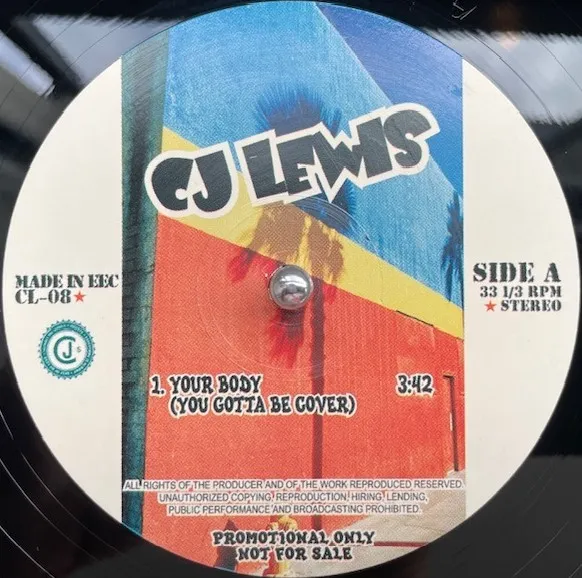 CJ LEWIS
MADE IN EEC
CL-08★
CJ's
SIDE A
33 1/3 RPM
★ STEREO
1. YOUR BODY 3:42
(YOU GOTTA BE COVER)
ALL RIGHTS OF THE PRODUCER AND OF THE WORK REPRODUCED RESERVED.
UNAUTHORIZED COPYING, REPRODUCTION, HIRING, LENDING,
PUBLIC PERFORMANCE AND BROADCASTING PROHIBITED.
PROMOTIONAL ONLY
NOT FOR SALE